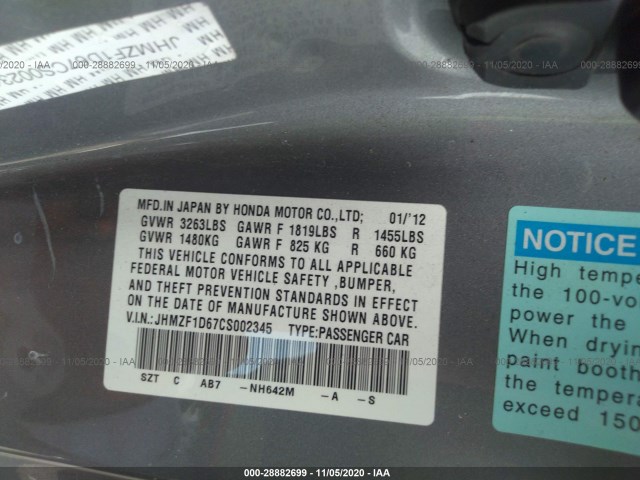 000-28882699 - 11/05/2020 - IAAI
MFD.IN JAPAN BY HONDA MOTOR CO.,LTD; 01/'12
GVWR 3263LBS GAWR F 1819LBS R 1455LBS
GVWR 1480KG GAWR F 825 KG R 660 KG
THIS VEHICLE CONFORMS TO ALL APPLICABLE
FEDERAL MOTOR VEHICLE SAFETY ,BUMPER,
AND THEFT PREVENTION STANDARDS IN EFFECT
ON THE DATE OF MANUFACTURE SHOWN ABOVE.
V.I.N.: JHMZF1D67CS002345 TYPE:PASSENGER CAR
SZT C AB7 -NH642M -A -S
NOTICE
High tempe
the 100-vo
power the
When dryin
paint booth
the tempera
exceed 150
000-28882699 - 11/05/2020 - IAAI